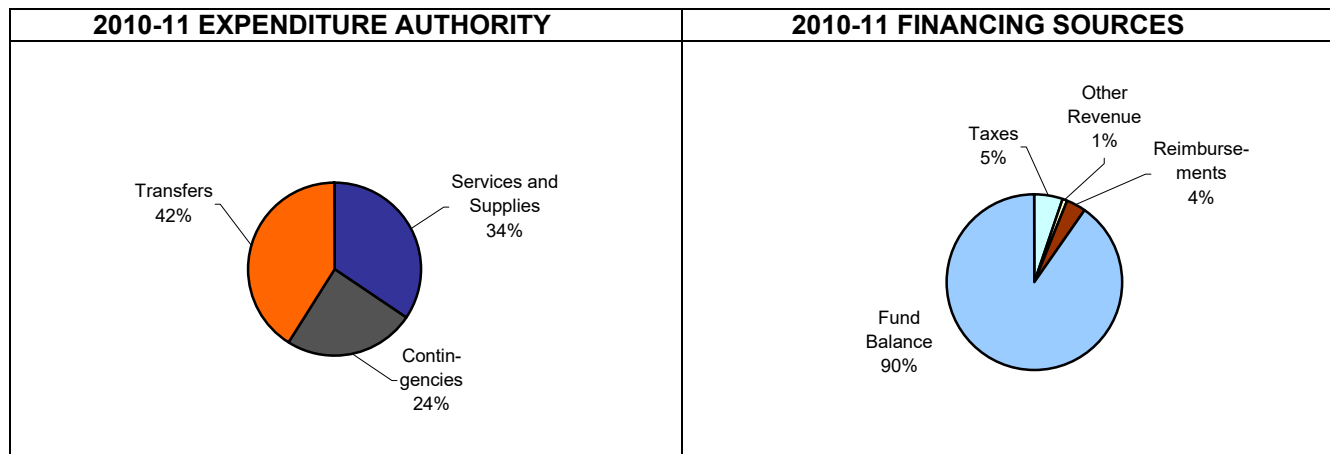 2010-11 EXPENDITURE AUTHORITY
Transfers
42%
Services and
Supplies
34%
Contin-
gencies
24%
2010-11 FINANCING SOURCES
Taxes
5%
Other
Revenue
1%
Reimburse-
ments
4%
Fund
Balance
90%